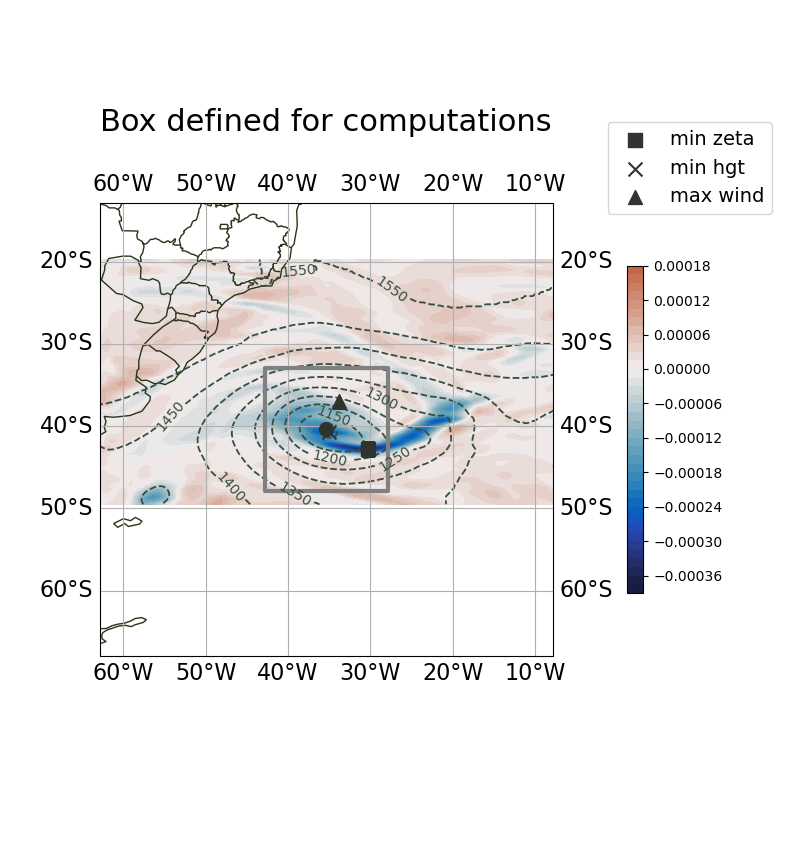 Box defined for computations
min zeta
min hgt
max wind
60°W 50°W 40°W 30°W 20°W 10°W
20°S 20°S
30°S 30°S
40°S 40°S
50°S 50°S
60°S 60°S
60°W 50°W 40°W 30°W 20°W 10°W
1550
1550
1450
1300
1150
1200
1250
1400
1350
0.00018
0.00012
0.00006
0.00000
−0.00006
−0.00012
−0.00018
−0.00024
−0.00030
−0.00036